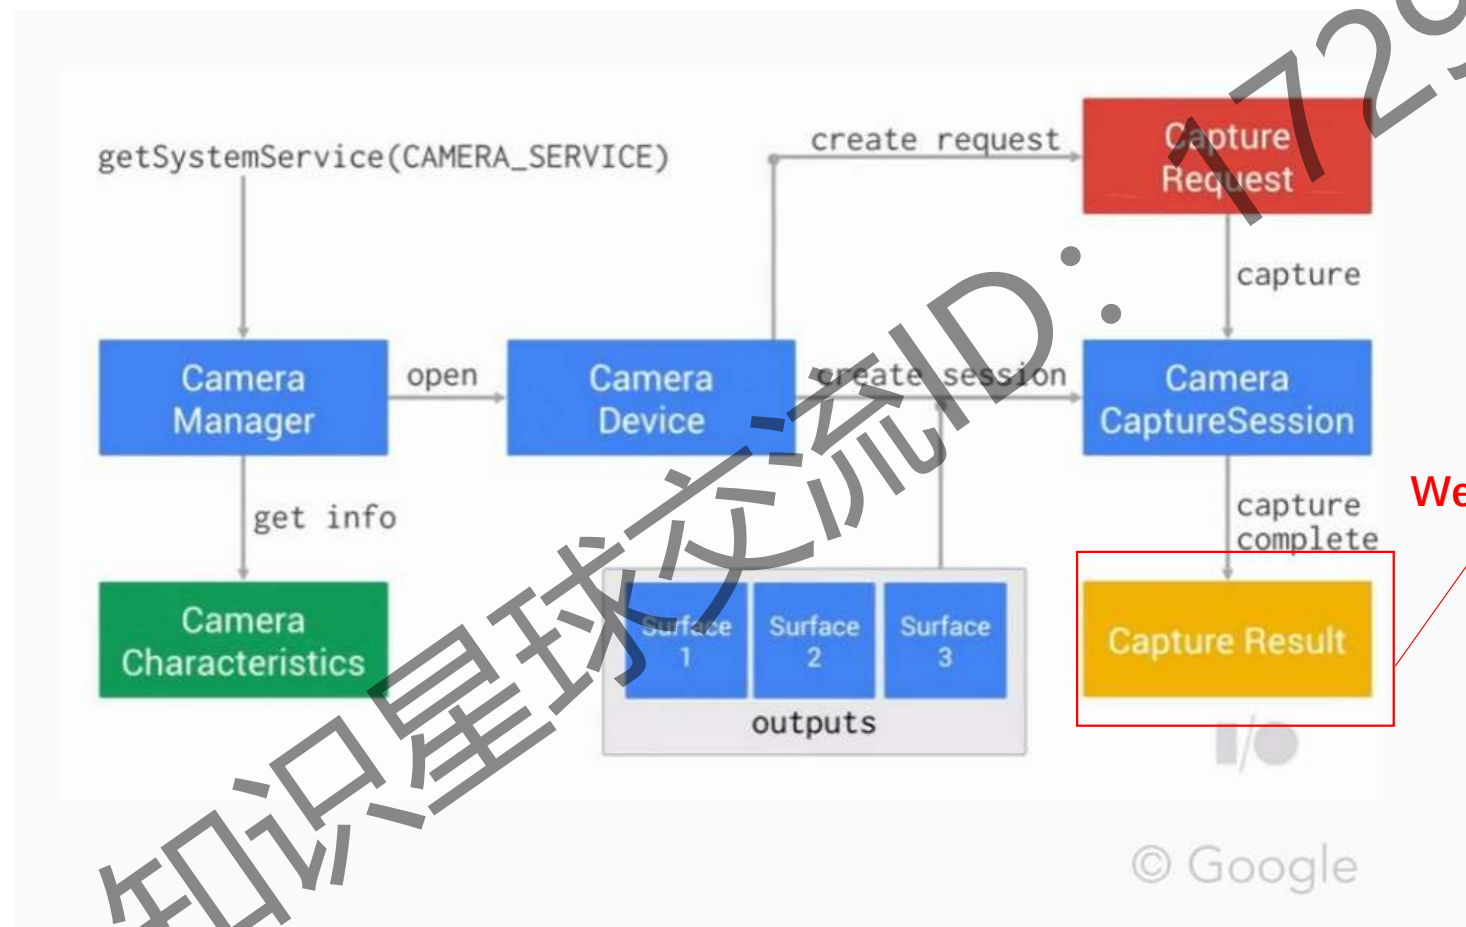 getSystemService(CAMERA_SERVICE)
create request
Capture
Request
capture
Camera
Manager
open
Camera
Device
create session
Camera
CaptureSession
get info
capture
complete
We
Camera
Characteristics
Surface
1
Surface
2
Surface
3
outputs
Capture Result
I/O
© Google
知识星球交流ID：1729